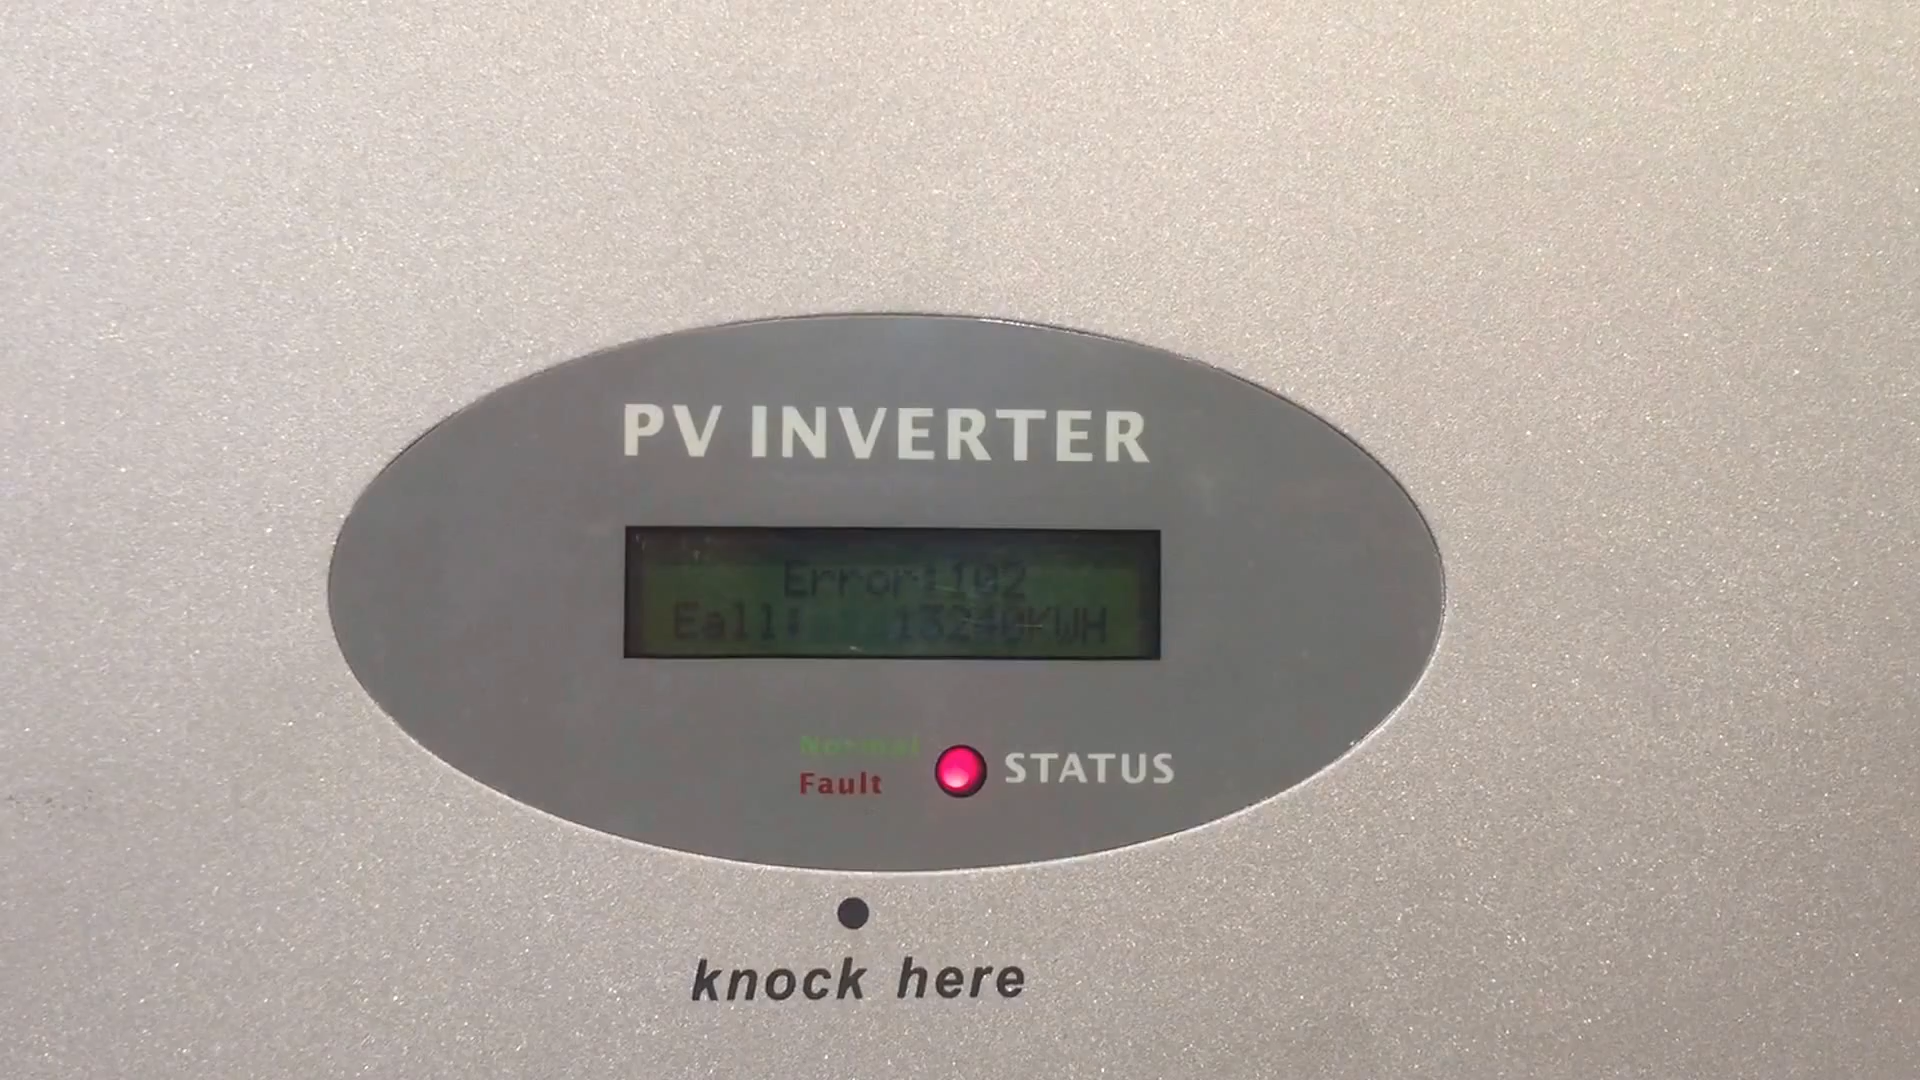 PV INVERTER
Error:102
Eall: 13240KWH
Normal
Fault
STATUS
knock here